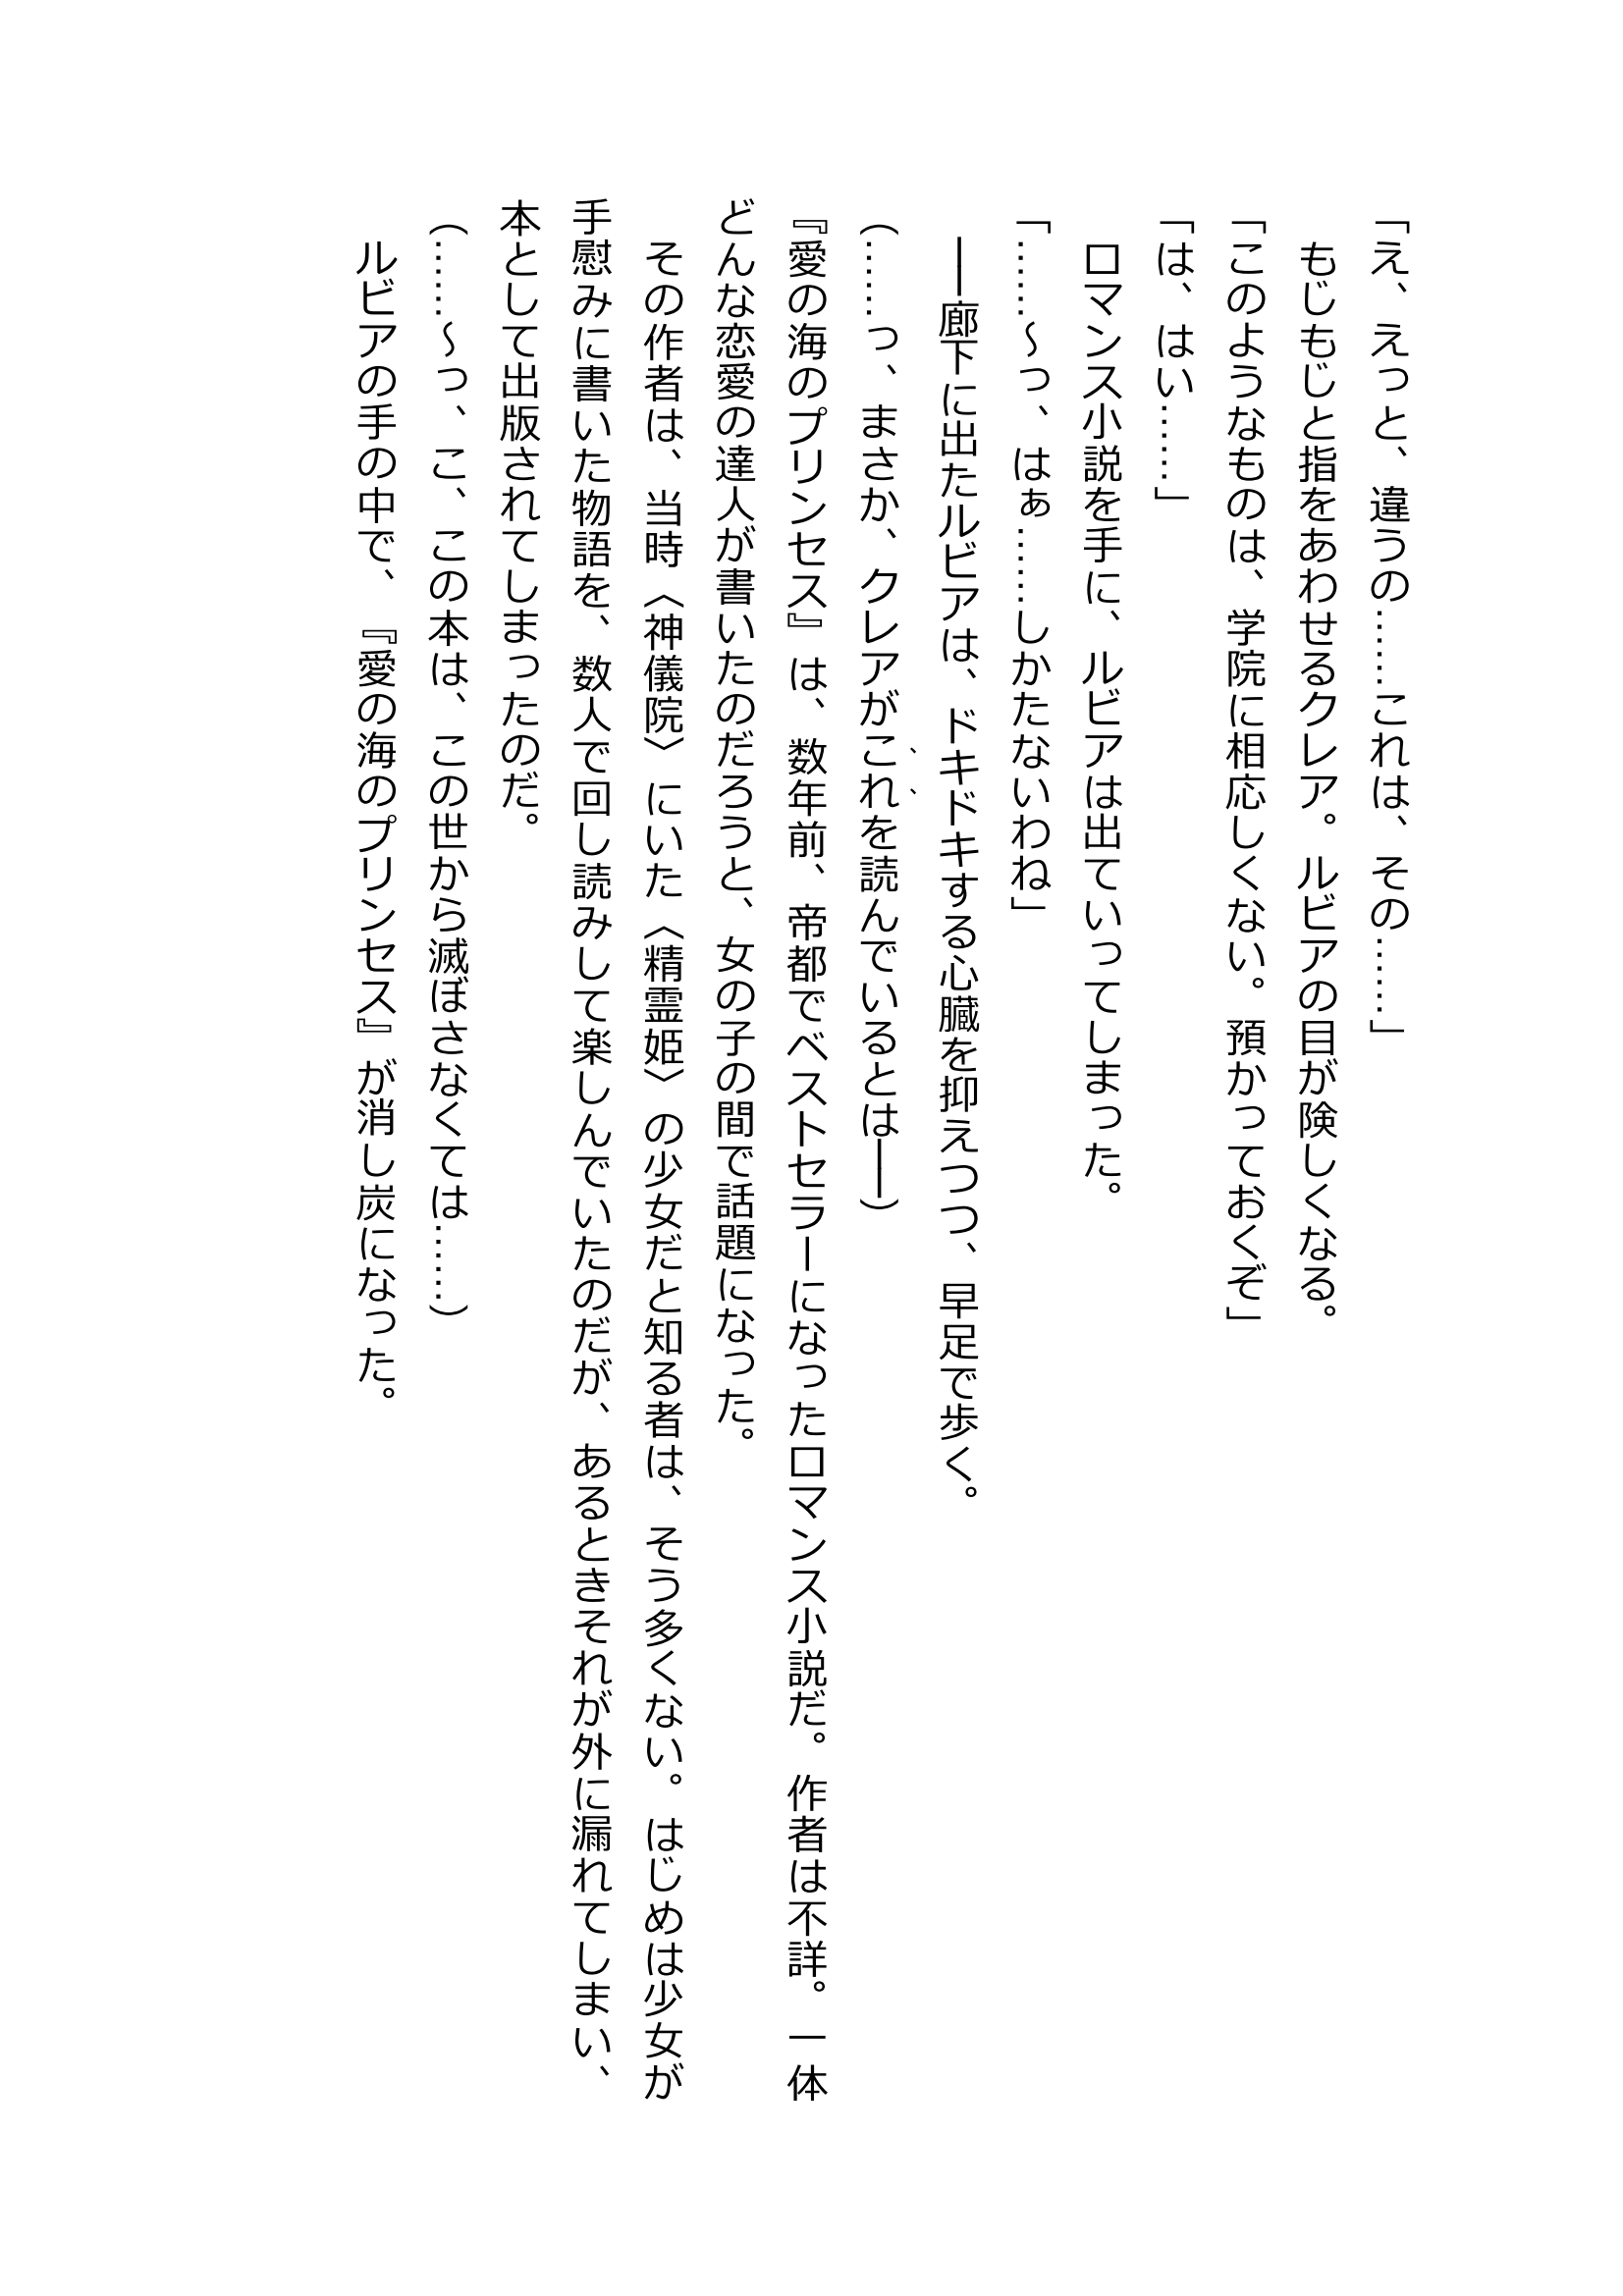 「え、えっと、違うの……これは、その……」
　もじもじと指をあわせるクレア。ルビアの目が険しくなる。
「このようなものは、学院に相応しくない。預かっておくぞ」
「は、はい……」
　ロマンス小説を手に、ルビアは出ていってしまった。
「……〜っ、はぁ……しかたないわね」
　――廊下に出たルビアは、ドキドキする心臓を抑えつつ、早足で歩く。
（……っ、まさか、クレアがこれを読んでいるとは――）
『愛の海のプリンセス』は、数年前、帝都でベストセラーになったロマンス小説だ。作者は不詳。一体
どんな恋愛の達人が書いたのだろうと、女の子の間で話題になった。
　その作者は、当時〈神儀院〉にいた〈精霊姫〉の少女だと知る者は、そう多くない。はじめは少女が
手慰みに書いた物語を、数人で回し読みして楽しんでいたのだが、あるときそれが外に漏れてしまい、
本として出版されてしまったのだ。
（……〜っ、こ、この本は、この世から滅ぼさなくては……）
　ルビアの手の中で、『愛の海のプリンセス』が消し炭になった。